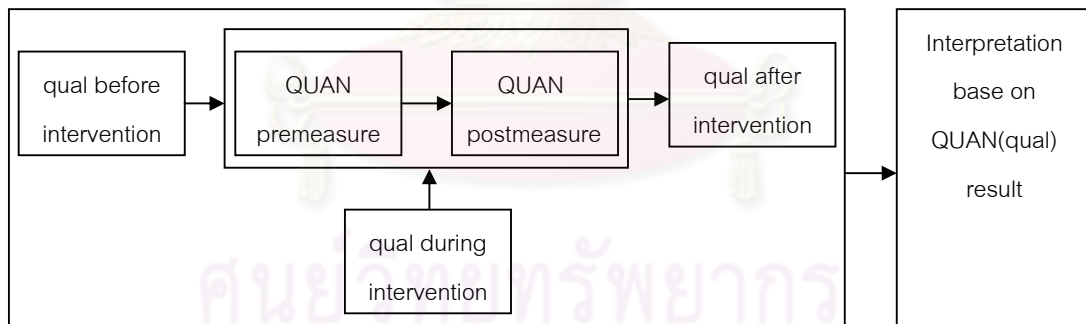 qual before
intervention
QUAN
premeasure
QUAN
postmeasure
qual after
intervention
qual during
intervention
Interpretation
base on
QUAN(qual)
result
ศูนย์วิทยทรัพยากร